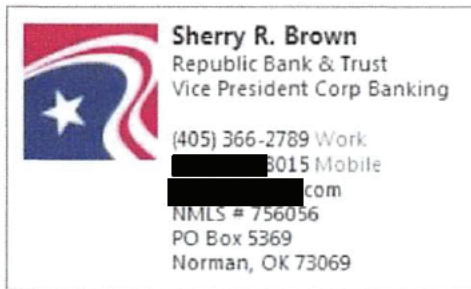 Sherry R. Brown
Republic Bank & Trust
Vice President Corp Banking
(405) 366-2789 Work
8015 Mobile
com
NMLS # 756056
PO Box 5369
Norman, OK 73069